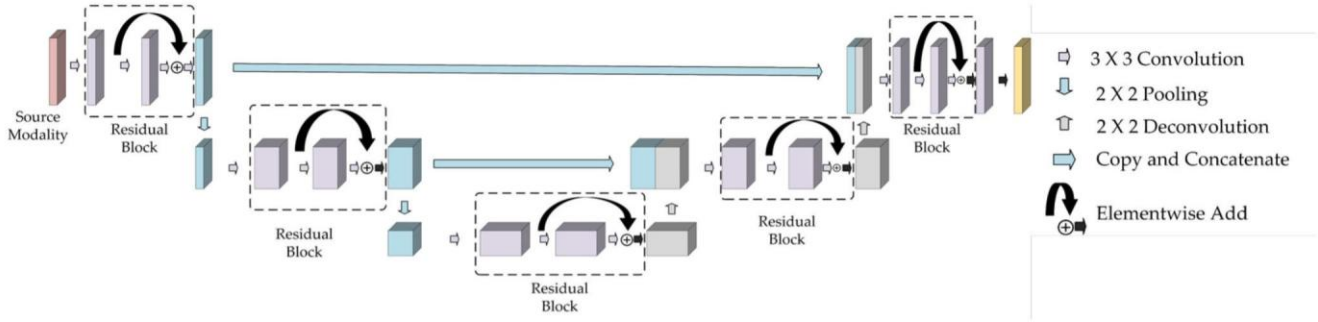 Source
Modality
Residual
Block
Residual
Block
Residual
Block
Residual
Block
Residual
Block
3 X 3 Convolution
2 X 2 Pooling
2 X 2 Deconvolution
Copy and Concatenate
Elementwise Add